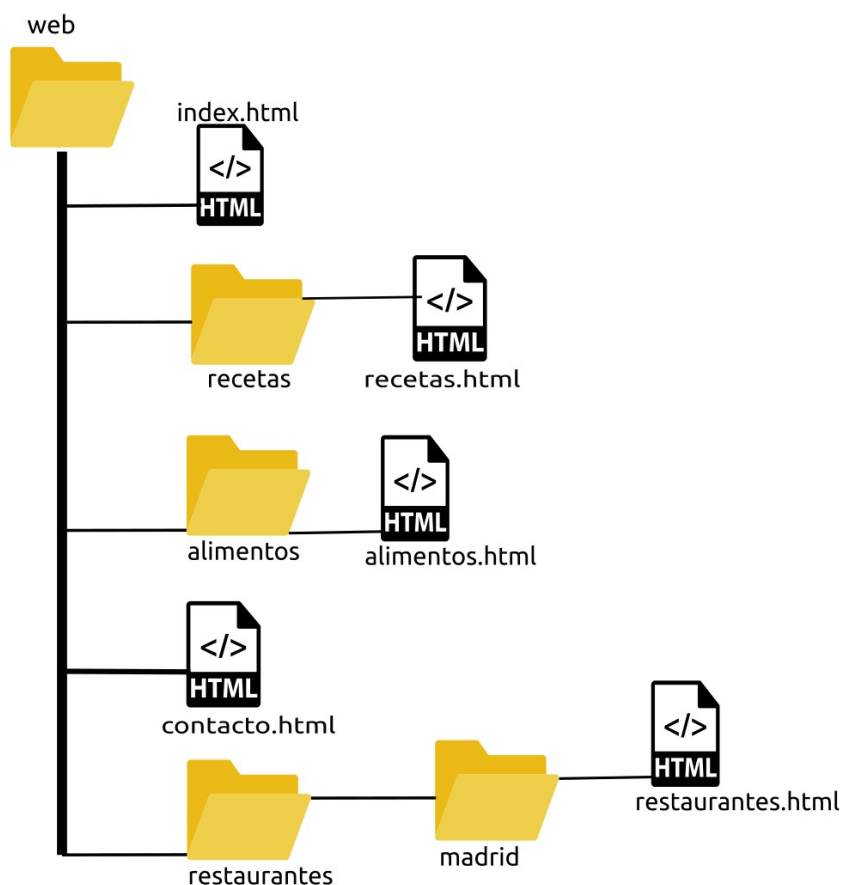 web
index.html
</>
HTML
</>
HTML
recetas
recetas.html
</>
HTML
alimentos
alimentos.html
</>
HTML
contacto.html
</>
HTML
restaurantes.html
madrid
restaurantes